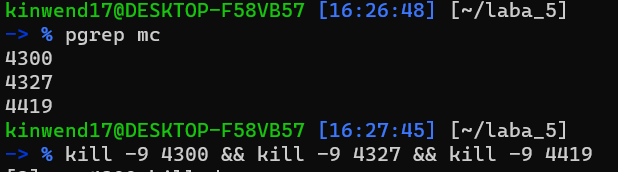 kinwend17@DESKTOP-F58VB57 [16:26:48] [~/laba_5]
-> % pgrep mc
4300
4327
4419
kinwend17@DESKTOP-F58VB57 [16:27:45] [~/laba_5]
-> % kill -9 4300 && kill -9 4327 && kill -9 4419